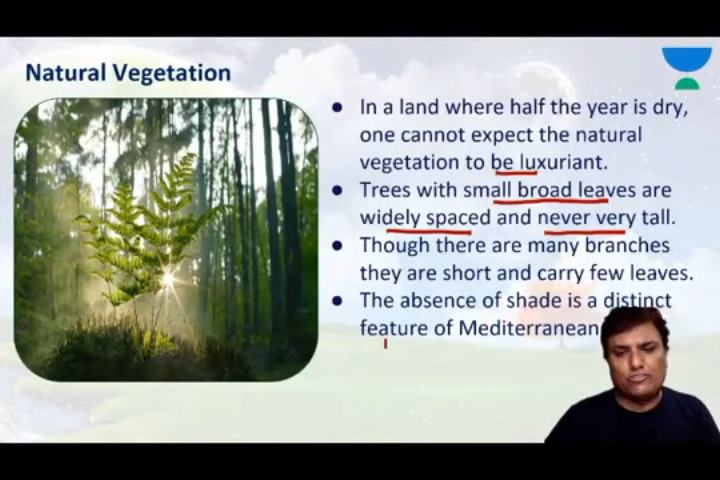 Natural Vegetation
● In a land where half the year is dry,
one cannot expect the natural
vegetation to be luxuriant.
● Trees with small broad leaves are
widely spaced and never very tall.
● Though there are many branches
they are short and carry few leaves.
● The absence of shade is a distinct
feature of Mediterranean